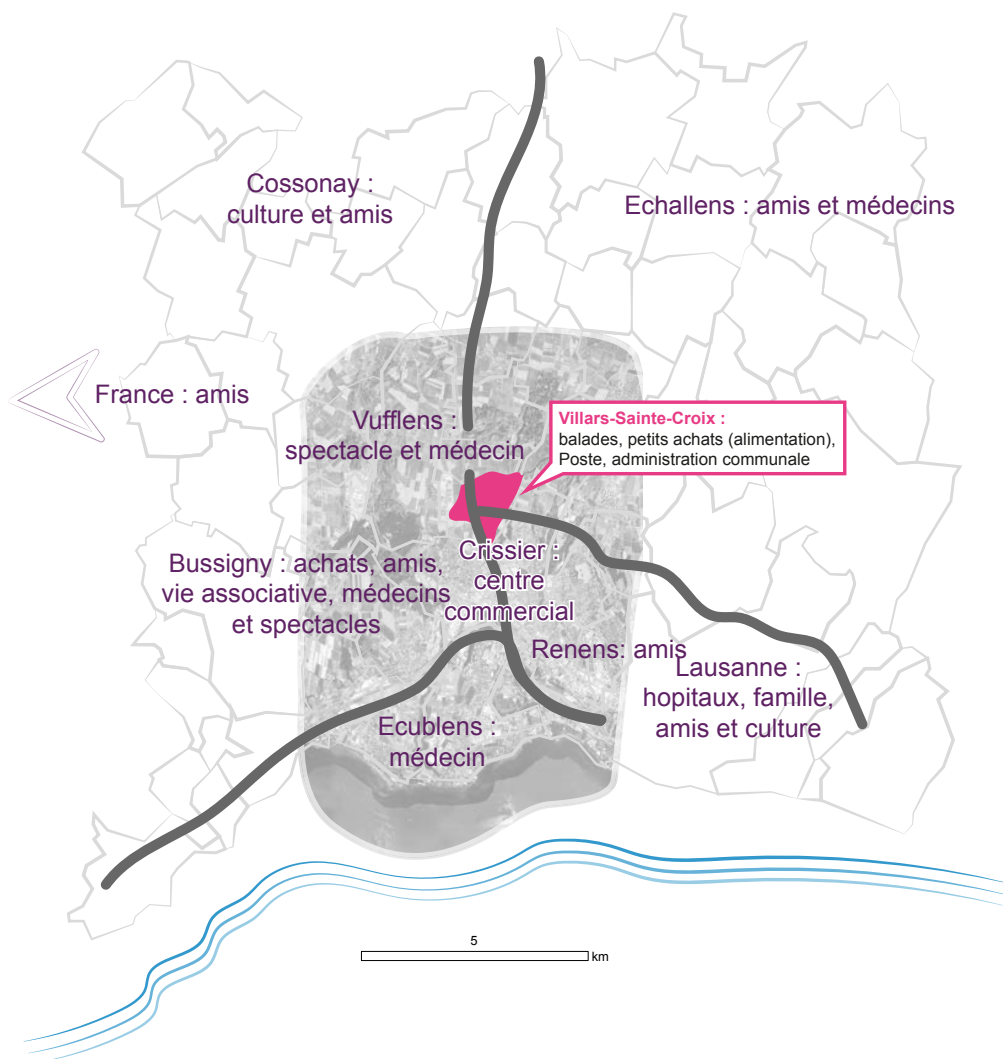 Cossonay :
culture et amis
Echallens : amis et médecins
France : amis
Vufflens :
spectacle et médecin
Villars-Sainte-Croix :
balades, petits achats (alimentation),
Poste, administration communale
Bussigny : achats, amis,
vie associative, médecins
et spectacles
Crissier :
centre
commercial
Renens: amis
Lausanne :
hopitaux, famille,
amis et culture
Ecublens :
médecin
5
km